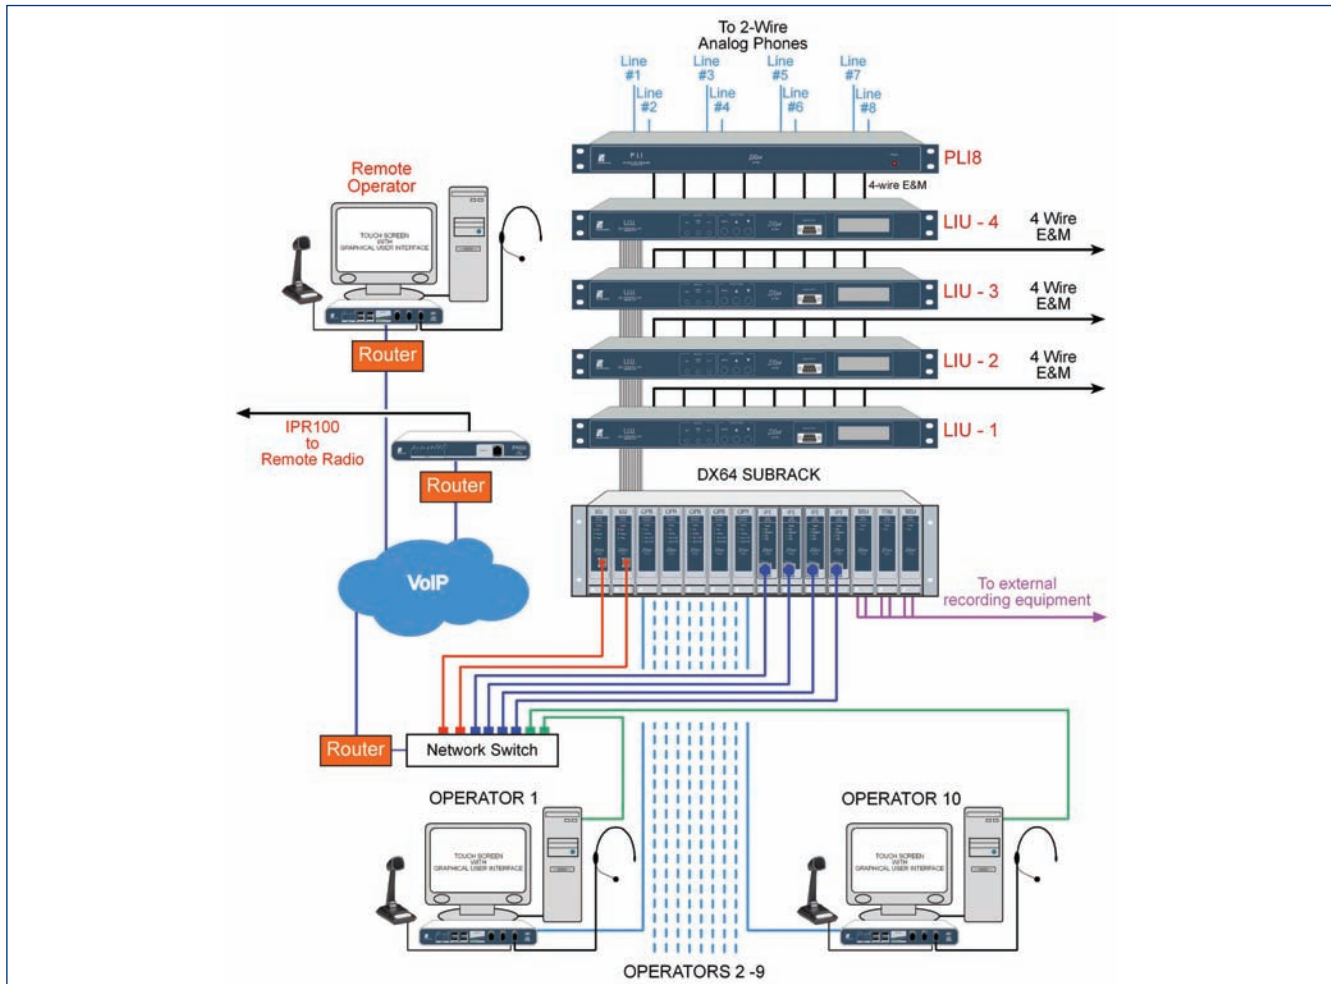 To 2-Wire
Analog Phones
Line
#1
Line
#2
Line
#3
Line
#4
Line
#5
Line
#6
Line
#7
Line
#8
PLI8
4-wire E&M
Remote
Operator
TOUCH SCREEN
WITH
GRAPHICAL USER INTERFACE
LIU - 4
4 Wire
E&M
LIU - 3
4 Wire
E&M
Router
LIU - 2
4 Wire
E&M
IPR100
to
Remote Radio
LIU - 1
Router
DX64 SUBRACK
VoIP
To external
recording equipment
Router
Network Switch
OPERATOR 1
OPERATOR 10
TOUCH SCREEN
WITH
GRAPHICAL USER INTERFACE
TOUCH SCREEN
WITH
GRAPHICAL USER INTERFACE
OPERATORS 2 -9